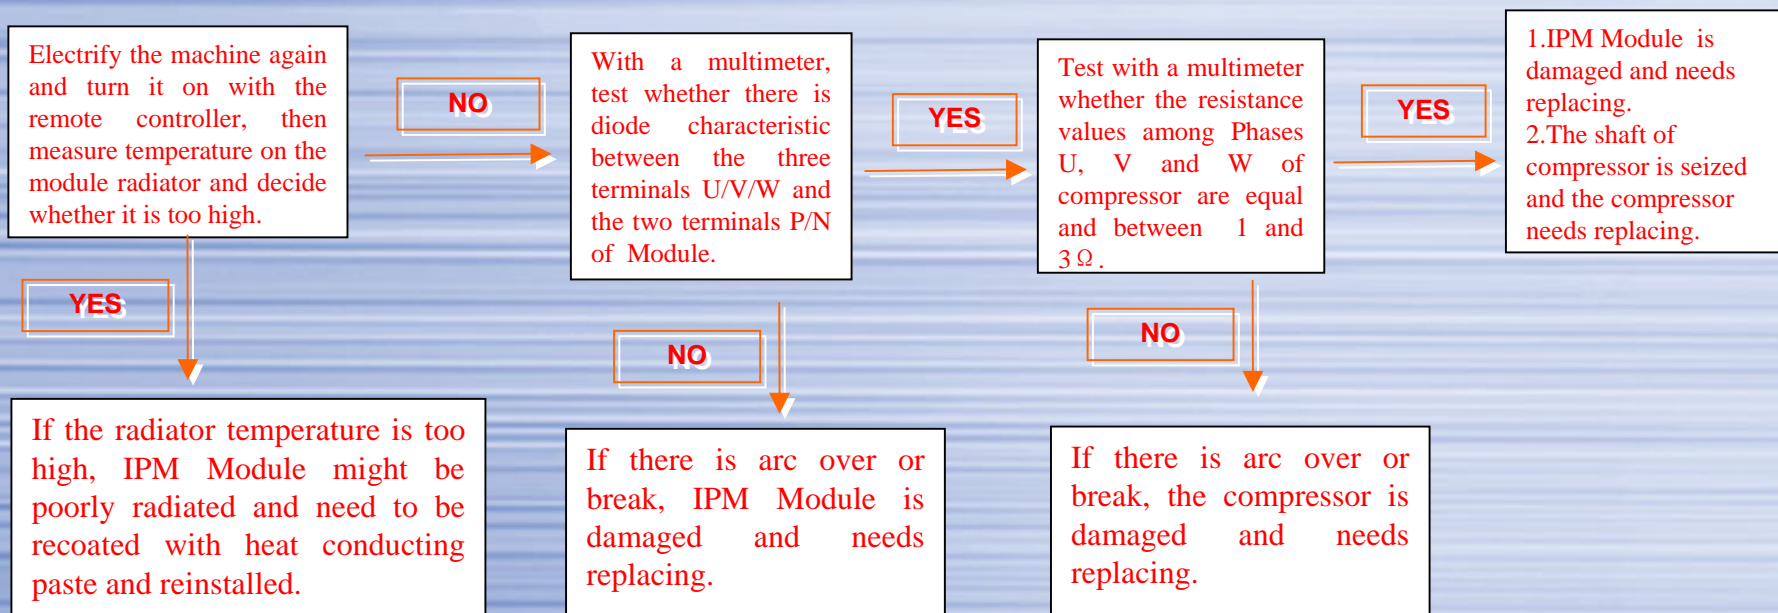 Electrify the machine again
and turn it on with the
remote controller, then
measure temperature on the
module radiator and decide
whether it is too high.
NO
With a multimeter,
test whether there is
diode characteristic
between the three
terminals U/V/W and
the two terminals P/N
of Module.
YES
Test with a multimeter
whether the resistance
values among Phases
U, V and W of
compressor are equal
and between 1 and
3Ω.
YES
1.IPM Module is
damaged and needs
replacing.
2.The shaft of
compressor is seized
and the compressor
needs replacing.
YES
NO
NO
If the radiator temperature is too
high, IPM Module might be
poorly radiated and need to be
recoated with heat conducting
paste and reinstalled.
If there is arc over or
break, IPM Module is
damaged and needs
replacing.
If there is arc over or
break, the compressor is
damaged and needs
replacing.